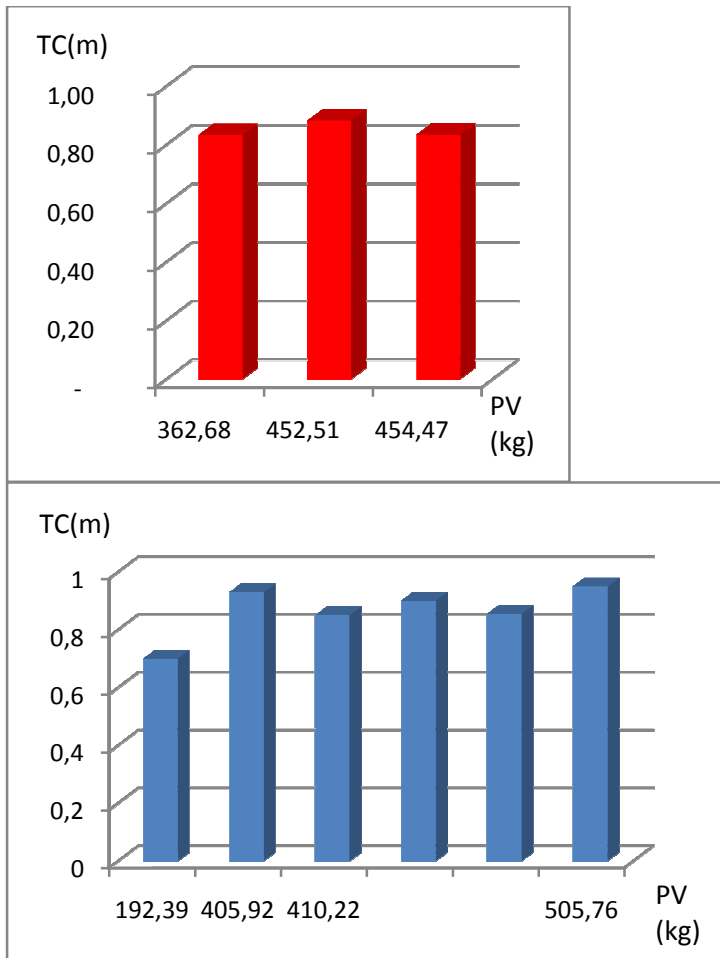 TC(m)
1,00
0,80
0,60
0,40
0,20
-
362,68 452,51 454,47
PV
(kg)
TC(m)
1
0,8
0,6
0,4
0,2
0
192,39 405,92 410,22 505,76
PV
(kg)